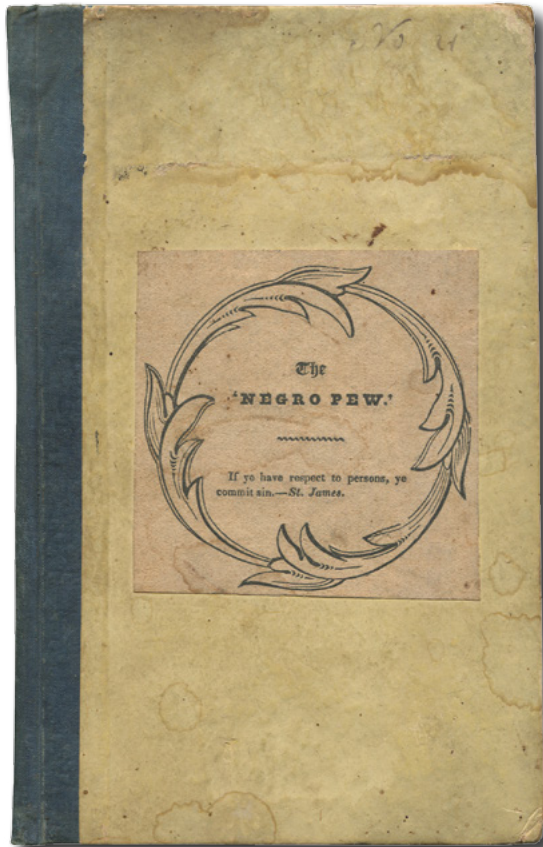 The
'NEGRO PEW.'
If ye have respect to persons, ye
commit sin.—St. James.